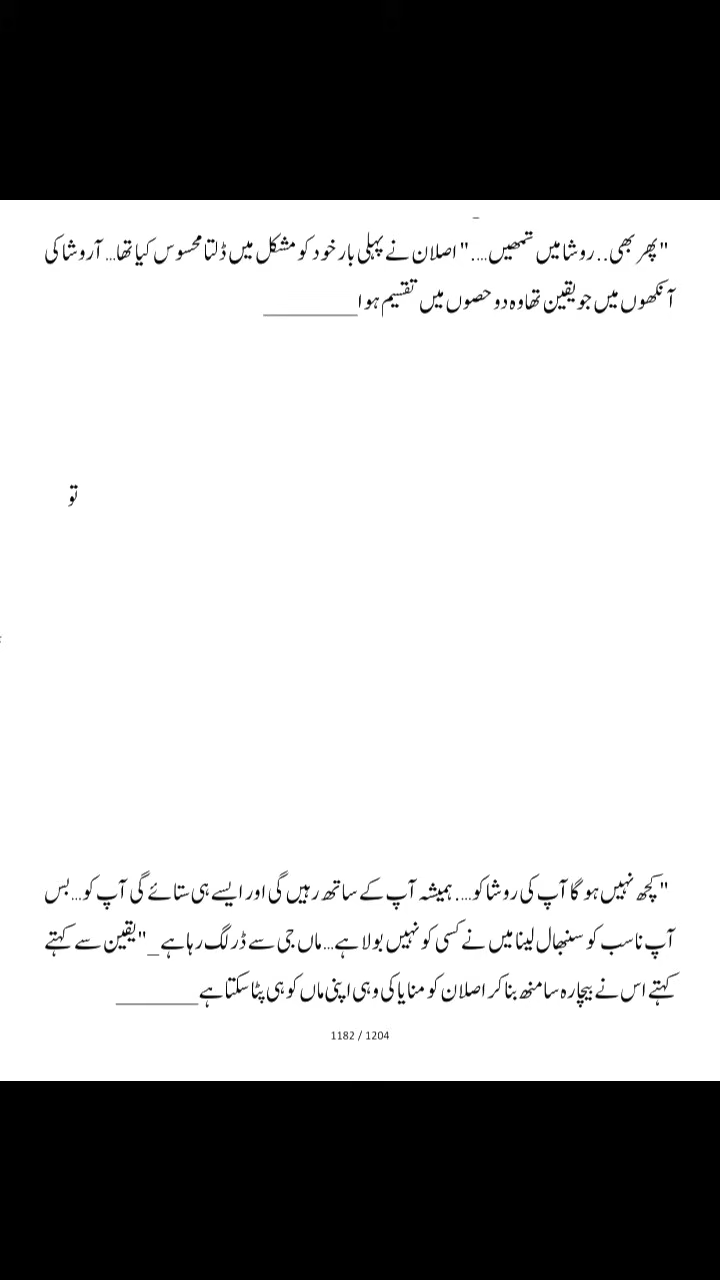 "پھر بھی.. روشا میں تمھیں...." اصلان نے پہلی بار خود کو مشکل میں ڈلتا محسوس کیا تھا... آروشا کی
آنکھوں میں جو یقین تھا وہ دو حصوں میں تقسیم ہوا__________
تو
"کچھ نہیں ہو گا آپ کی روشا کو.... ہمیشہ آپ کے ساتھ رہیں گی اور ایسے ہی ستائے گی آپ کو... بس
آپ نا سب کو سنبھال لینا میں نے کسی کو نہیں بولا ہے... ماں جی سے ڈر لگ رہا ہے_" یقین سے کہتے
کہتے اس نے بیچارہ سا منھ بنا کر اصلان کو منایا کی وہی اپنی ماں کو ہی پٹا سکتا ہے_________
1182 / 1204